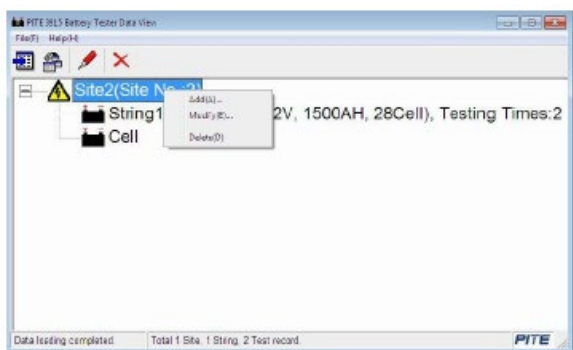 PITE 3915 Battery Tester Data View
File(F) Help(H)
Site2(Site No.:2)
Add(A)...
Modify(E)...
Delete(D)
String1 2V, 1500AH, 28Cell), Testing Times:2
Cell
Data loading completed. Total 1 Site, 1 String, 2 Test record.
PITE